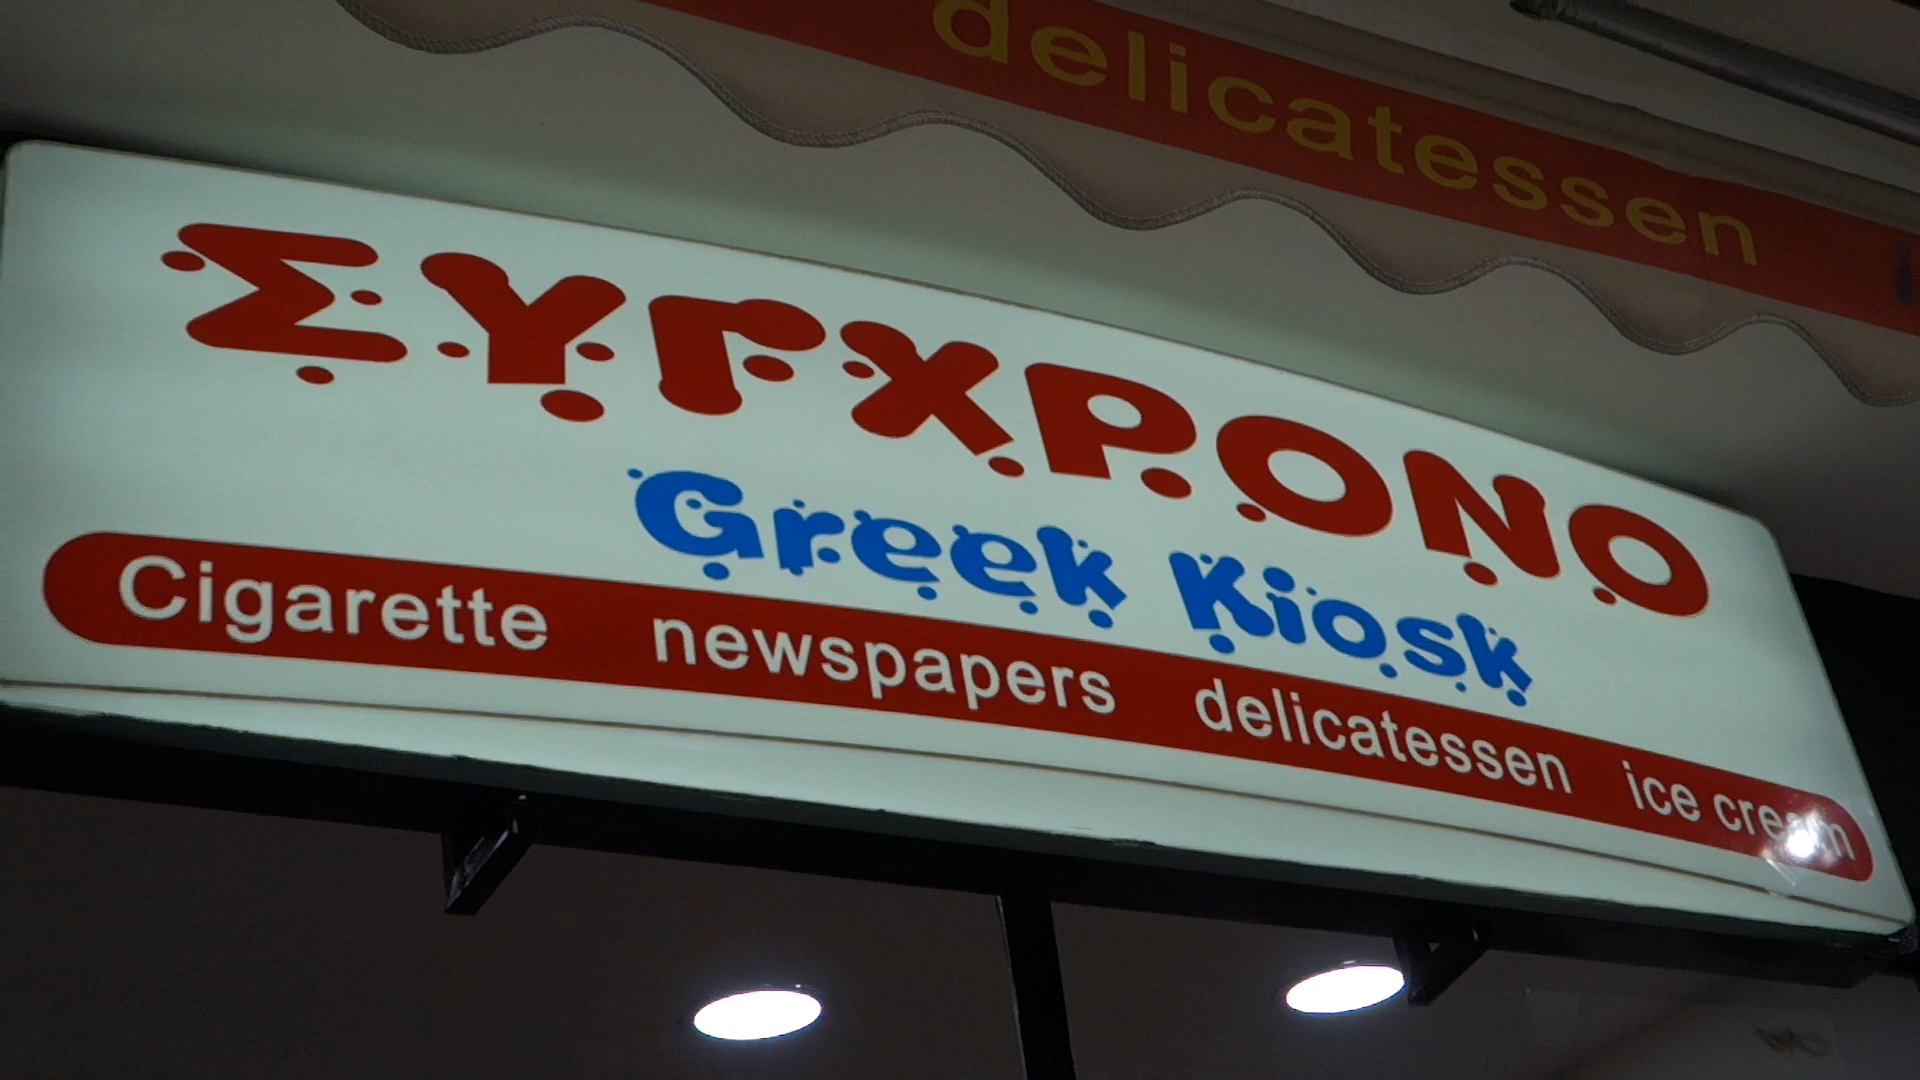 delicatessen
ΣΥΓΧΡΟΝΟ
Greek Kiosk
Cigarette newspapers delicatessen ice cream